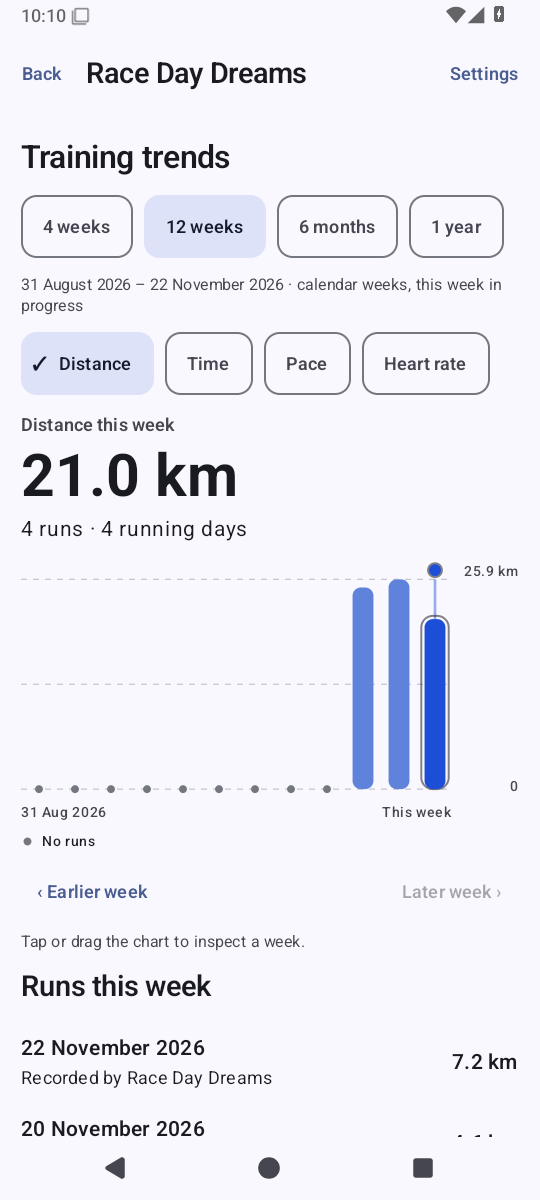 10:10
Back Race Day Dreams Settings
Training trends
4 weeks 12 weeks 6 months 1 year
31 August 2026 – 22 November 2026 · calendar weeks, this week in
progress
✓ Distance Time Pace Heart rate
Distance this week
21.0 km
4 runs · 4 running days
25.9 km
0
31 Aug 2026 This week
No runs
‹ Earlier week Later week ›
Tap or drag the chart to inspect a week.
Runs this week
22 November 2026
7.2 km
Recorded by Race Day Dreams
20 November 2026